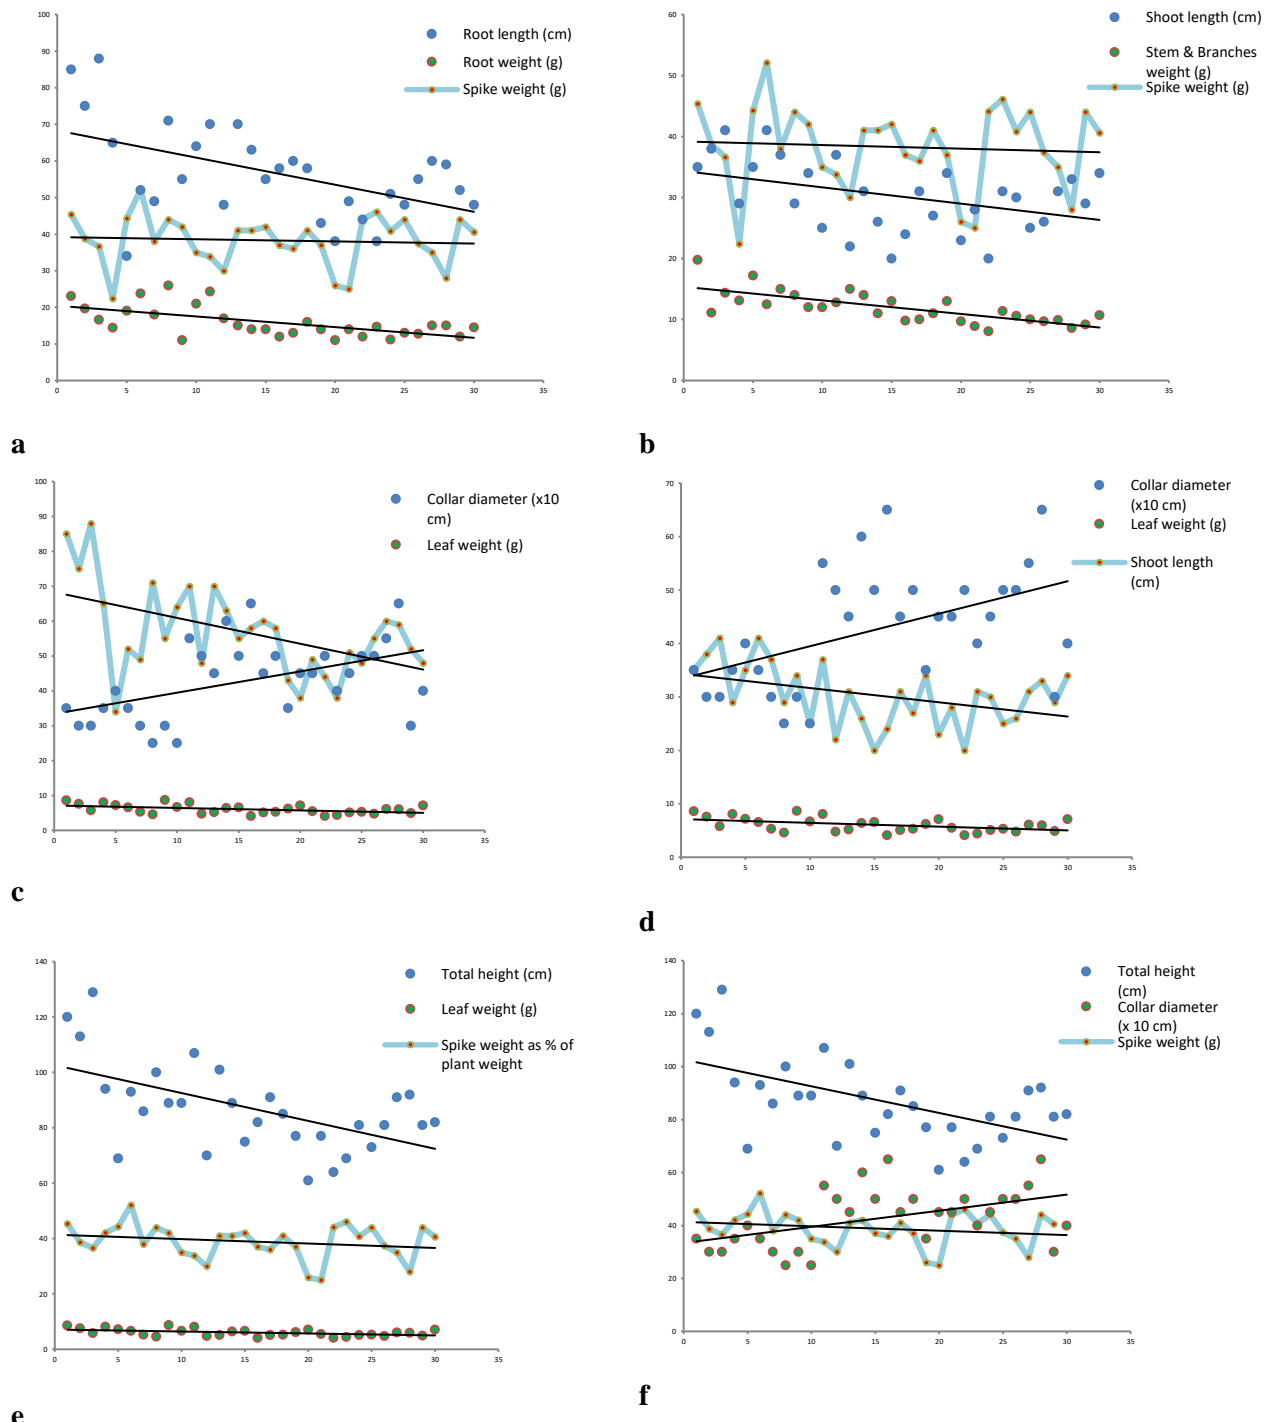 100
90
80
70
60
50
40
30
20
10
0
0 5 10 15 20 25 30 35
Root length (cm)
Root weight (g)
Spike weight (g)
a
60
50
40
30
20
10
0
0 5 10 15 20 25 30 35
Shoot length (cm)
Stem & Branches
weight (g)
Spike weight (g)
b
100
90
80
70
60
50
40
30
20
10
0
0 5 10 15 20 25 30 35
Collar diameter (x10
cm)
Leaf weight (g)
c
70
60
50
40
30
20
10
0
0 5 10 15 20 25 30 35
Collar diameter
(x10 cm)
Leaf weight (g)
Shoot length
(cm)
d
140
120
100
80
60
40
20
0
0 5 10 15 20 25 30 35
Total height (cm)
Leaf weight (g)
Spike weight as % of
plant weight
e
140
120
100
80
60
40
20
0
0 5 10 15 20 25 30 35
Total height
(cm)
Collar diameter
(x 10 cm)
Spike weight (g)
f